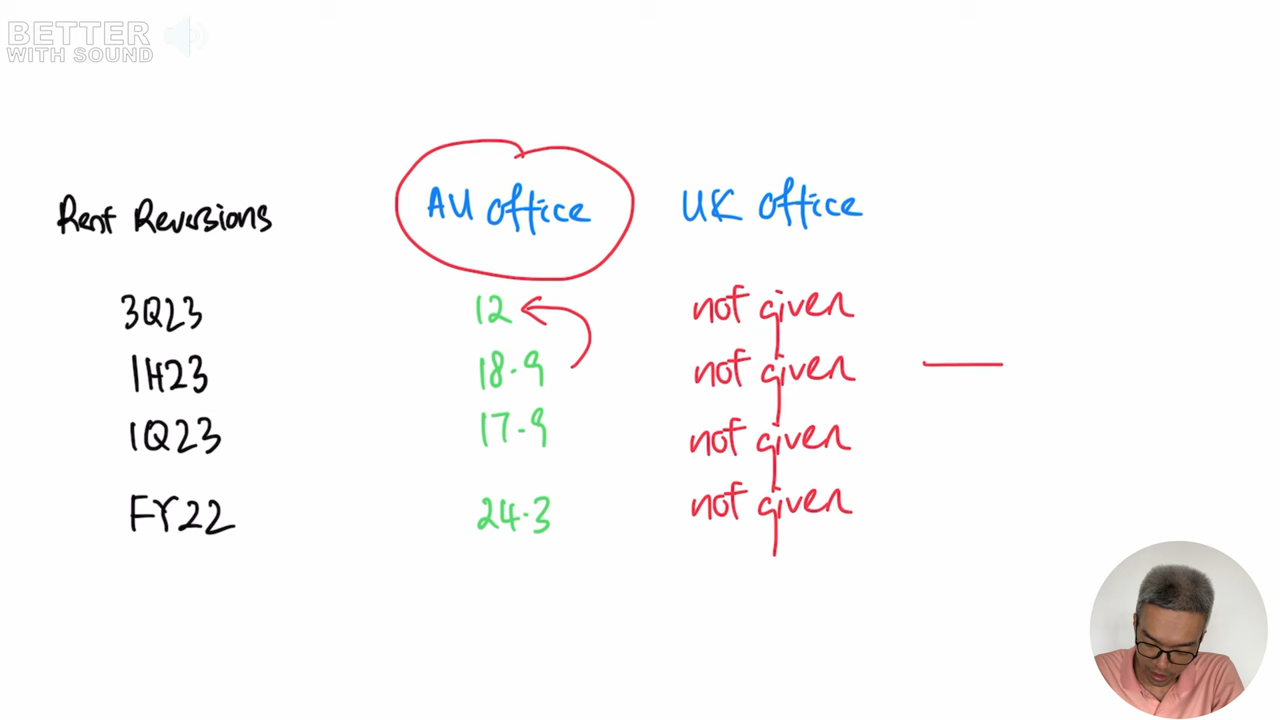 BETTER
WITH SOUND
Rent Reversions AU office UK office
3Q23 12 not given
1H23 18.9 not given
1Q23 17.9 not given
FY22 24.3 not given